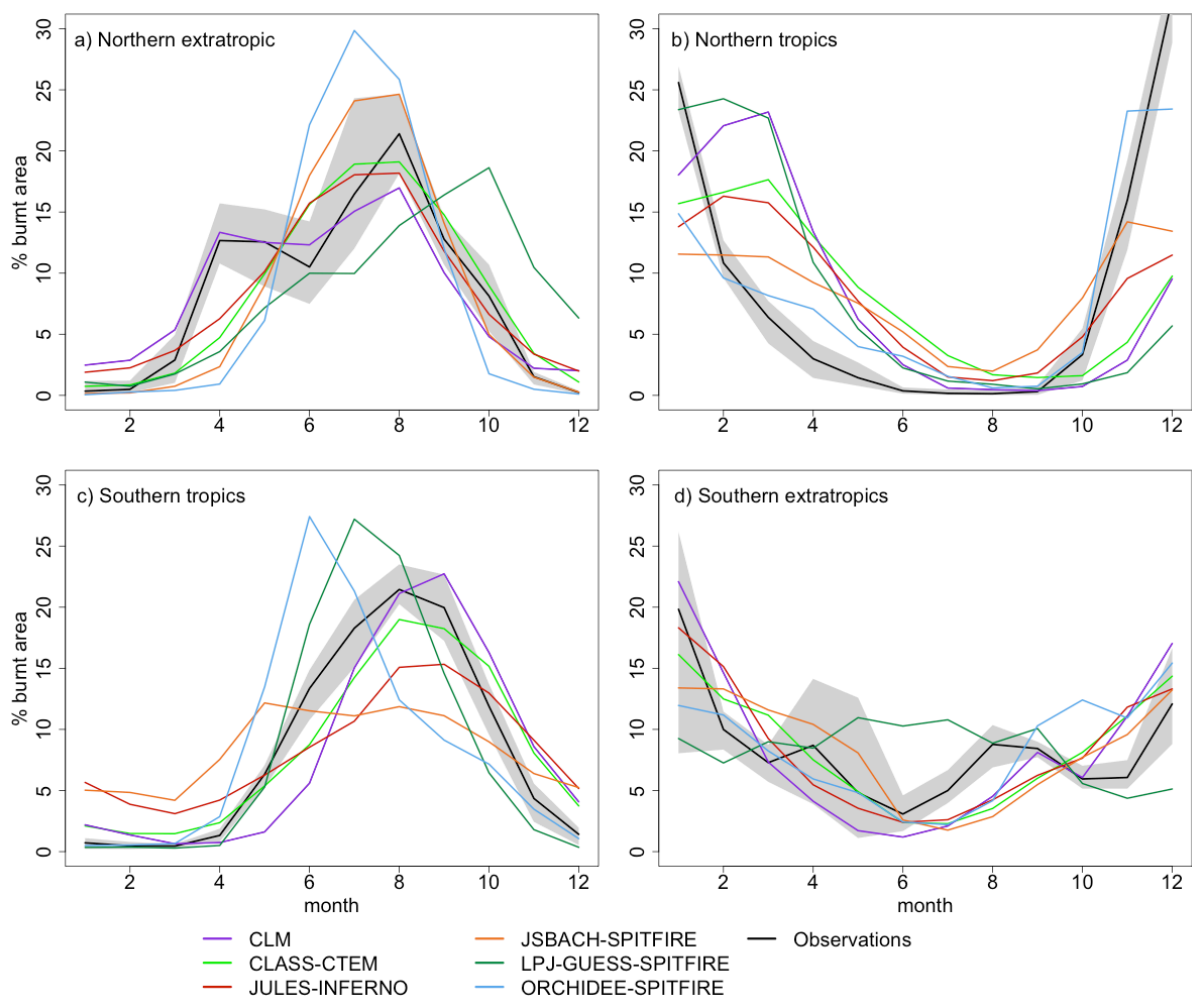 a) Northern extratropic
b) Northern tropics
% burnt area
0 5 10 15 20 25 30
0 5 10 15 20 25 30
2 4 6 8 10 12
2 4 6 8 10 12
c) Southern tropics
d) Southern extratropics
% burnt area
0 5 10 15 20 25 30
0 5 10 15 20 25 30
2 4 6 8 10 12
2 4 6 8 10 12
month
month
CLM
JSBACH-SPITFIRE
Observations
CLASS-CTEM
LPJ-GUESS-SPITFIRE
JULES-INFERNO
ORCHIDEE-SPITFIRE